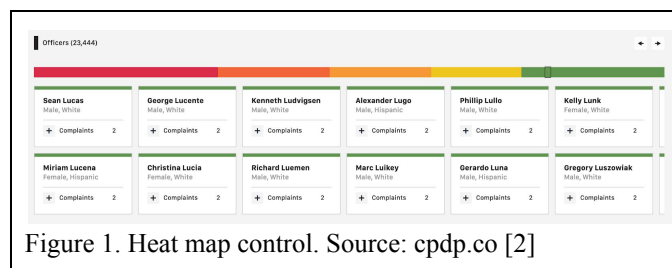 Officers (23,444)
Sean Lucas George Lucente Kenneth Ludvigsen Alexander Lugo Phillip Lullo Kelly Lunk
Male, White Male, White Male, White Male, Hispanic Male, White Female, White
+ Complaints 2 + Complaints 2 + Complaints 2 + Complaints 2 + Complaints 2 + Complaints 2
Miriam Lucena Christina Lucia Richard Luemen Marc Luikey Gerardo Luna Gregory Luszowiak
Female, Hispanic Female, White Male, White Male, White Male, Hispanic Male, White
+ Complaints 2 + Complaints 2 + Complaints 2 + Complaints 2 + Complaints 2 + Complaints 2
Figure 1. Heat map control. Source: cpdp.co [2]